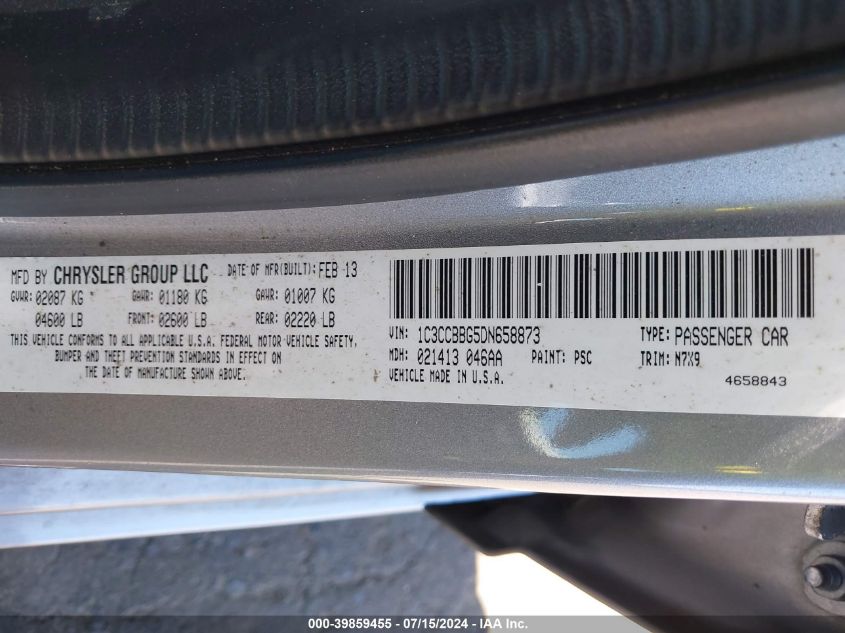 MFD BY CHRYSLER GROUP LLC DATE OF MFR(BUILT): FEB 13
GVWR: 02087 KG GAWR: 01180 KG GAWR: 01007 KG
04600 LB FRONT: 02600 LB REAR: 02220 LB
THIS VEHICLE CONFORMS TO ALL APPLICABLE U.S.A. FEDERAL MOTOR VEHICLE SAFETY,
BUMPER AND THEFT PREVENTION STANDARDS IN EFFECT ON
THE DATE OF MANUFACTURE SHOWN ABOVE.
VIN: 1C3CCBBG5DN658873 TYPE: PASSENGER CAR
MDH: 021413 046AA PAINT: PSC TRIM: N7X9
VEHICLE MADE IN U.S.A.
4658843
000-39859455 - 07/15/2024 - IAA Inc.